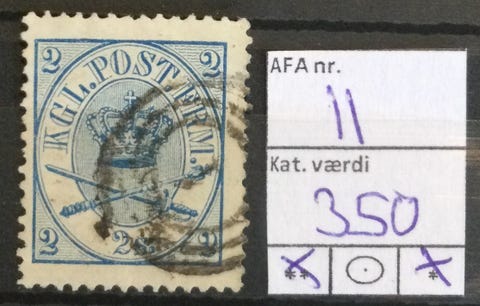 2 2
KGL. POST FRM.
2 2 S. 2
AFA nr.
11
Kat. værdi
350
** ⊙ *